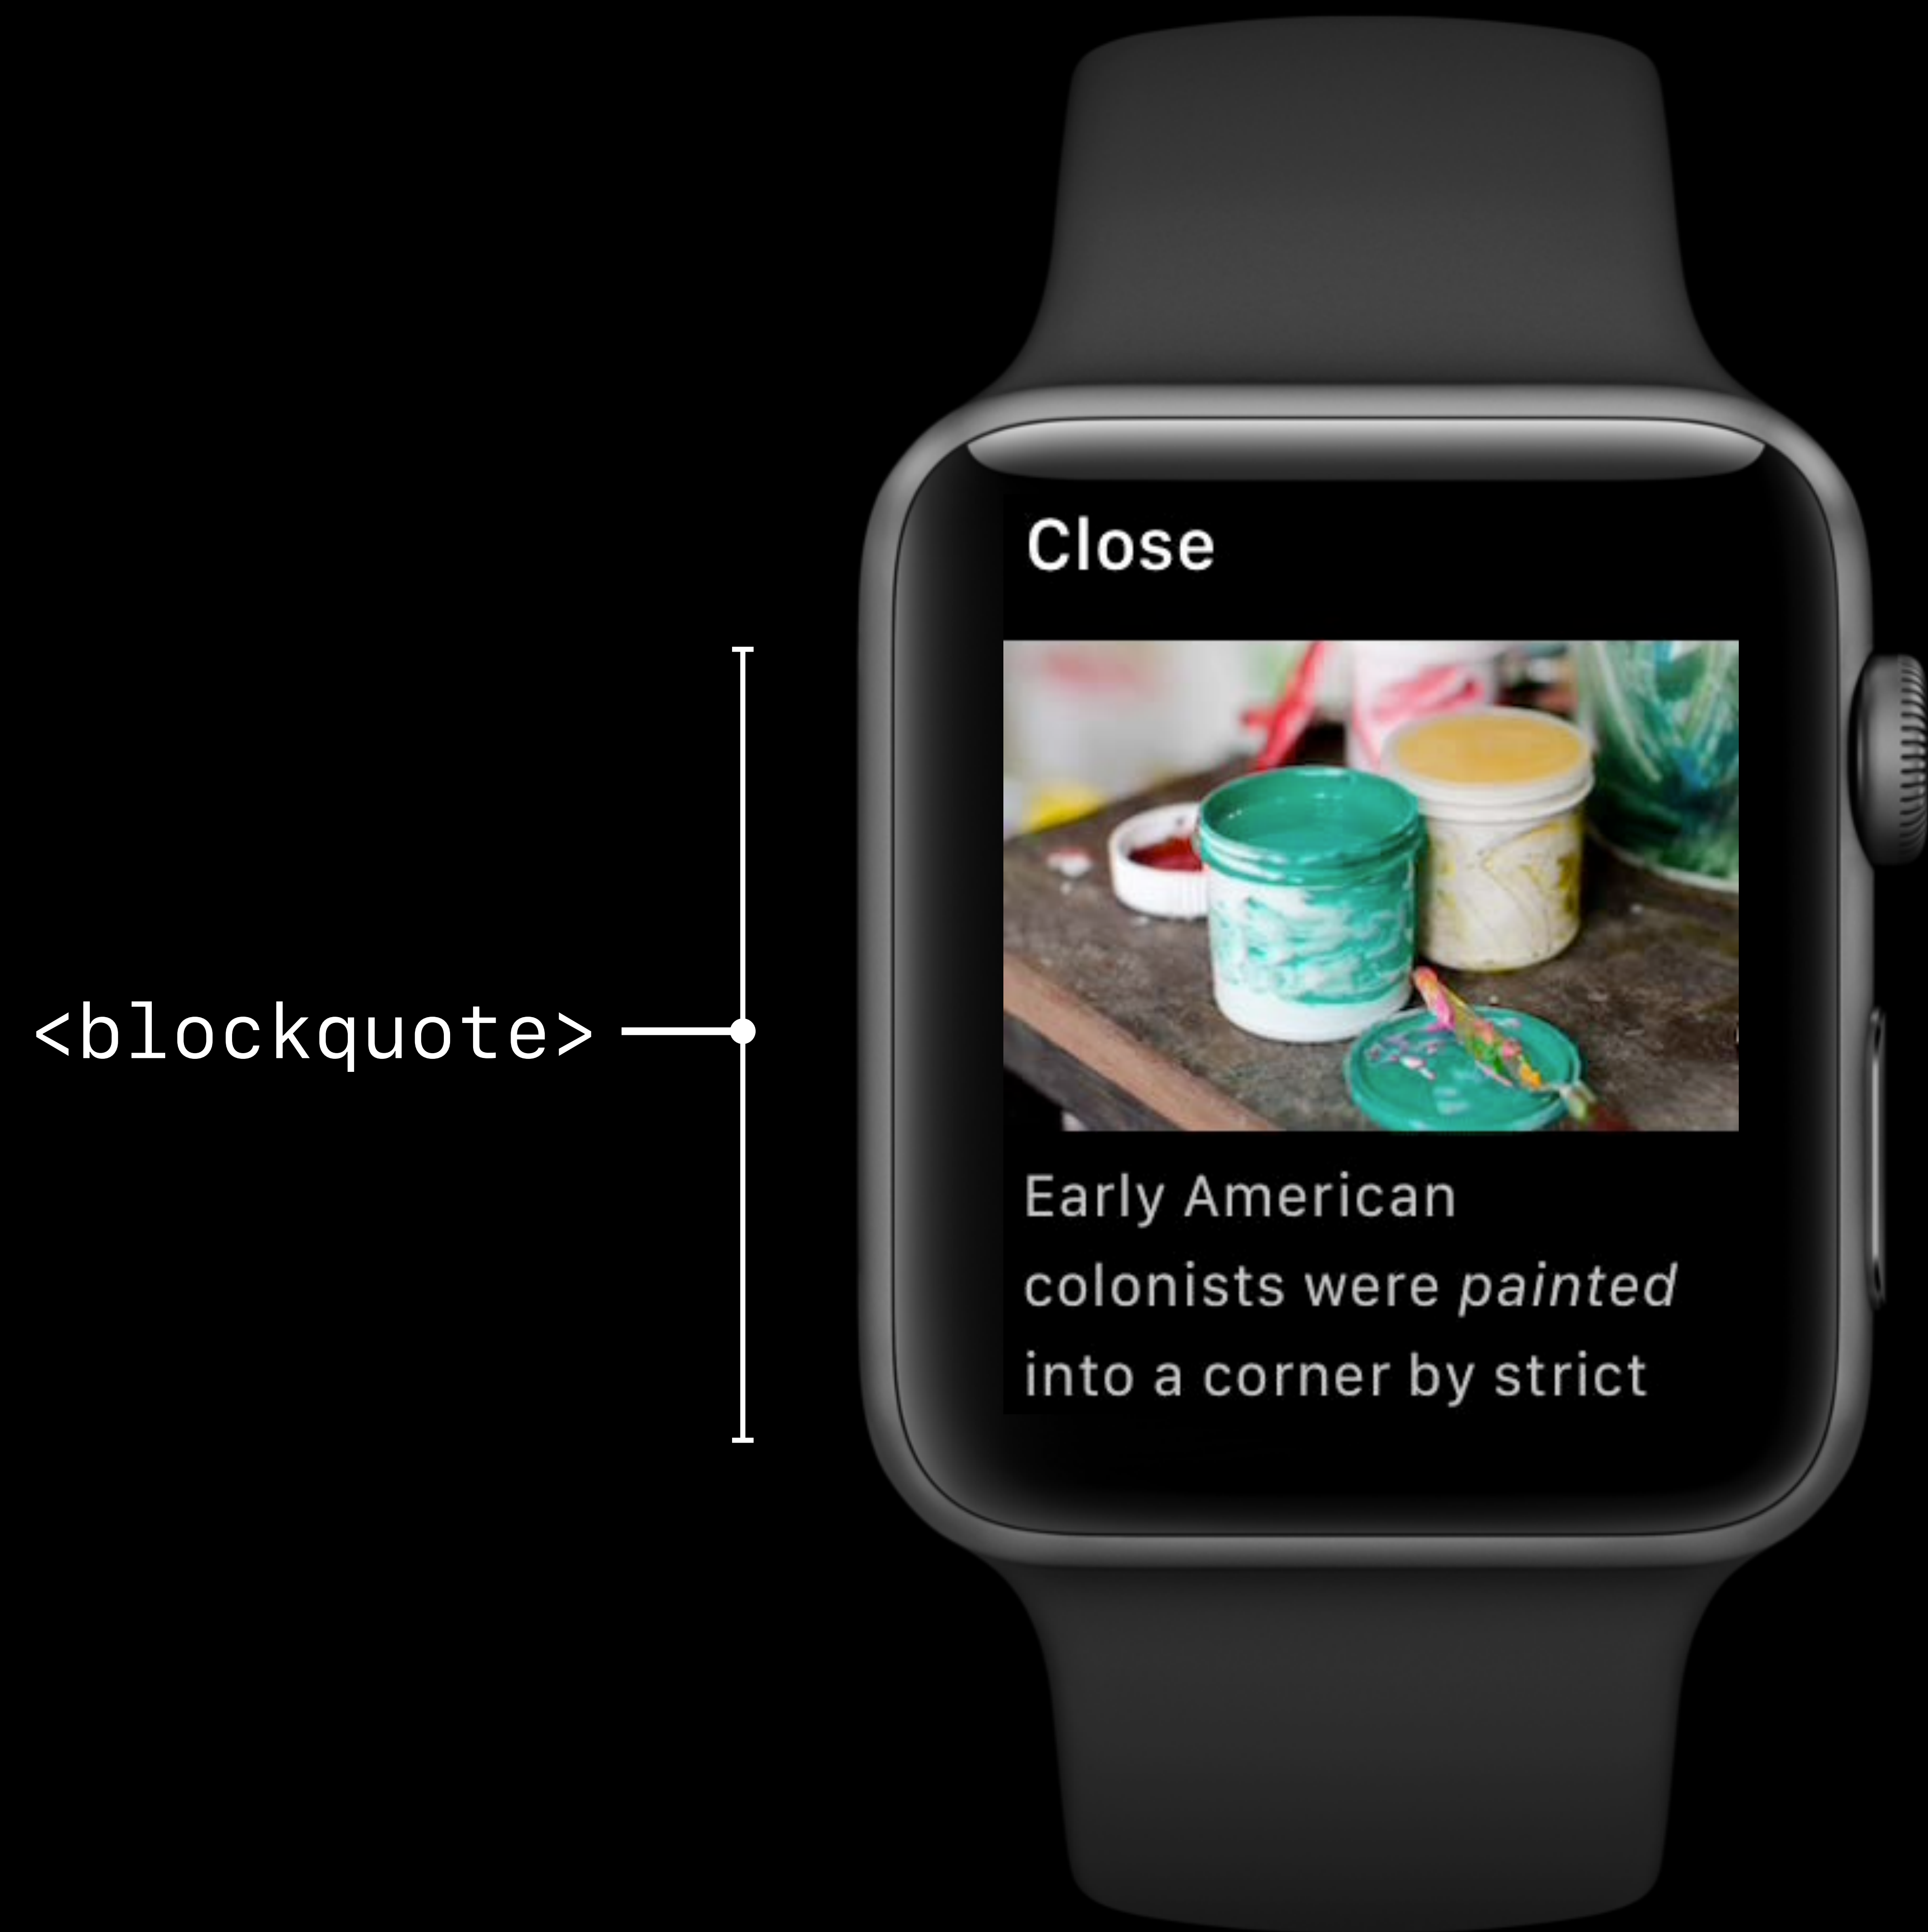 Close
<blockquote>
Early American
colonists were painted
into a corner by strict